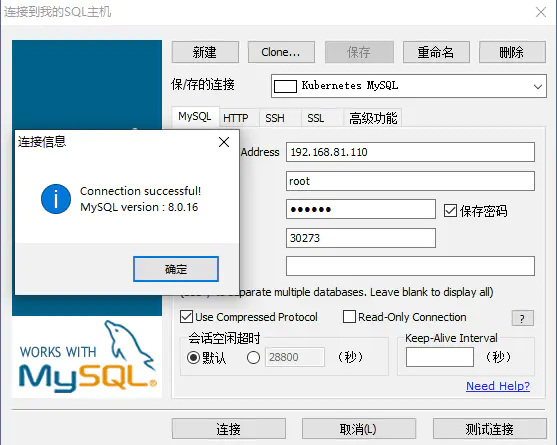 连接到我的SQL主机
新建
Clone...
保存
重命名
删除
保/存的连接
Kubernetes MySQL
MySQL
HTTP
SSH
SSL
高级功能
连接信息
Connection successful!
MySQL version : 8.0.16
确定
Address
192.168.81.110
root
●●●●●●
保存密码
30273
parate multiple databases. Leave blank to display all)
Use Compressed Protocol
Read-Only Connection
?
会话空闲超时
默认
28800
(秒)
Keep-Alive Interval
(秒)
Need Help?
WORKS WITH
MySQL®
连接
取消(L)
测试连接